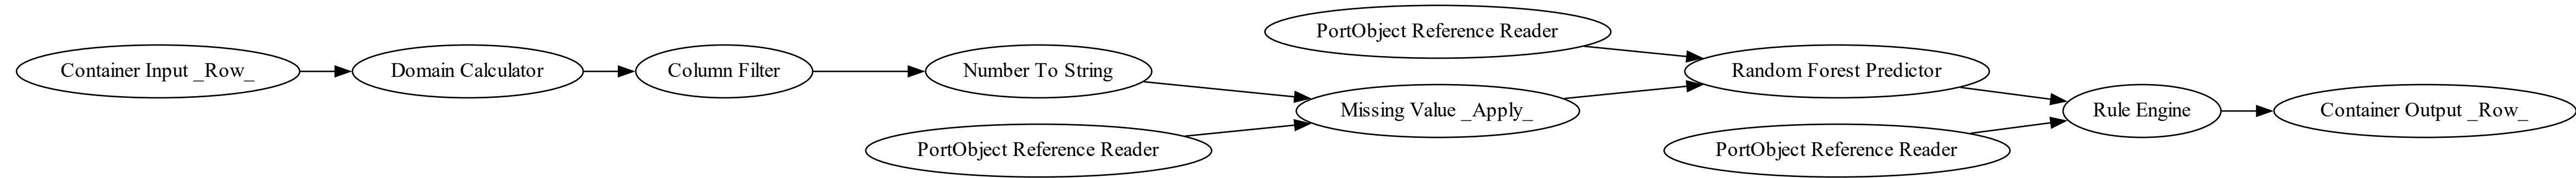 Container Input _Row_
Domain Calculator
Column Filter
Number To String
PortObject Reference Reader
PortObject Reference Reader
Missing Value _Apply_
Random Forest Predictor
PortObject Reference Reader
Rule Engine
Container Output _Row_